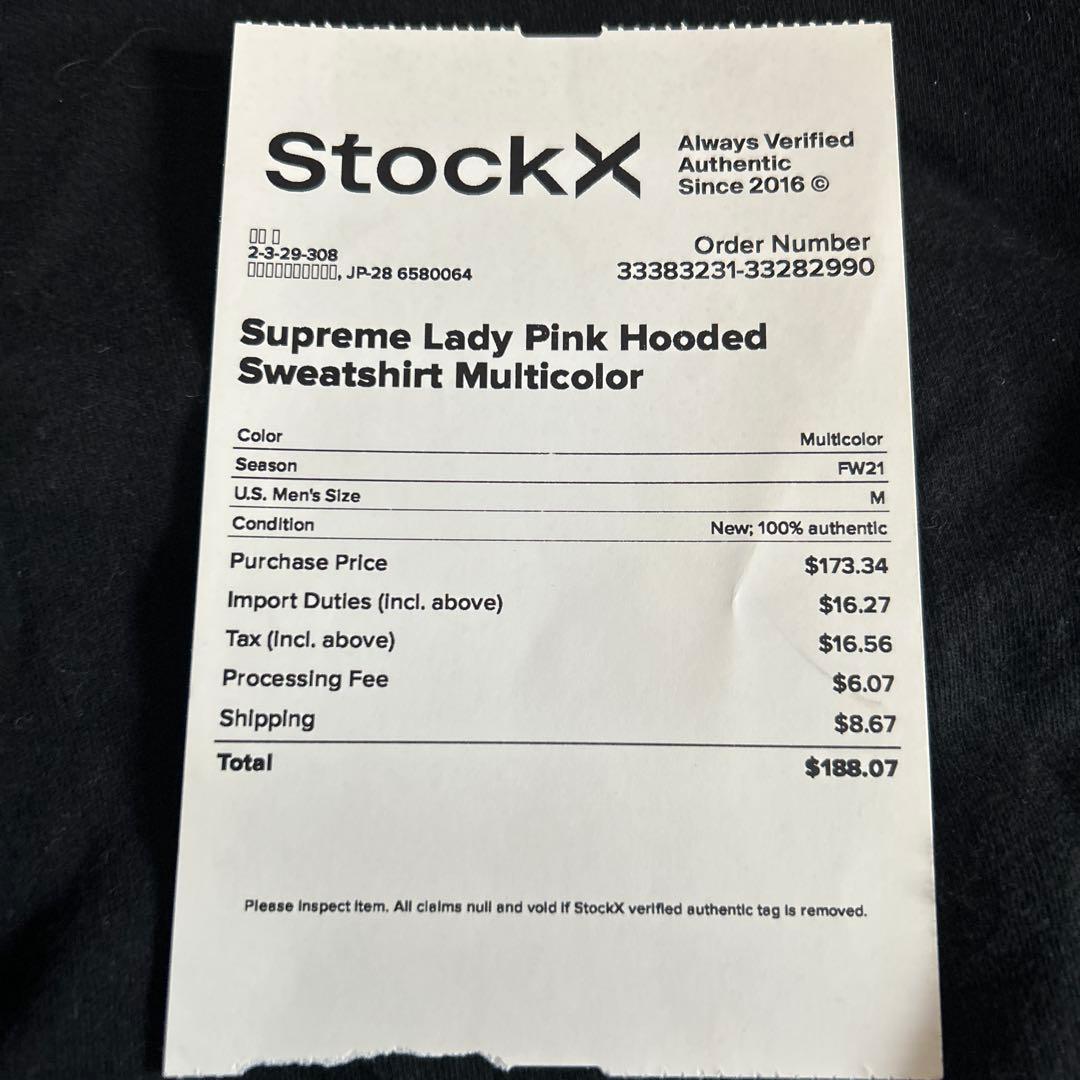 StockX
Always Verified
Authentic
Since 2016 ©
2-3-29-308
, JP-28 6580064
Order Number
33383231-33282990
Supreme Lady Pink Hooded
Sweatshirt Multicolor
Color Multicolor
Season FW21
U.S. Men's Size M
Condition New; 100% authentic
Purchase Price $173.34
Import Duties (incl. above) $16.27
Tax (Incl. above) $16.56
Processing Fee $6.07
Shipping $8.67
Total $188.07
Please inspect item. All claims null and void if StockX verified authentic tag is removed.